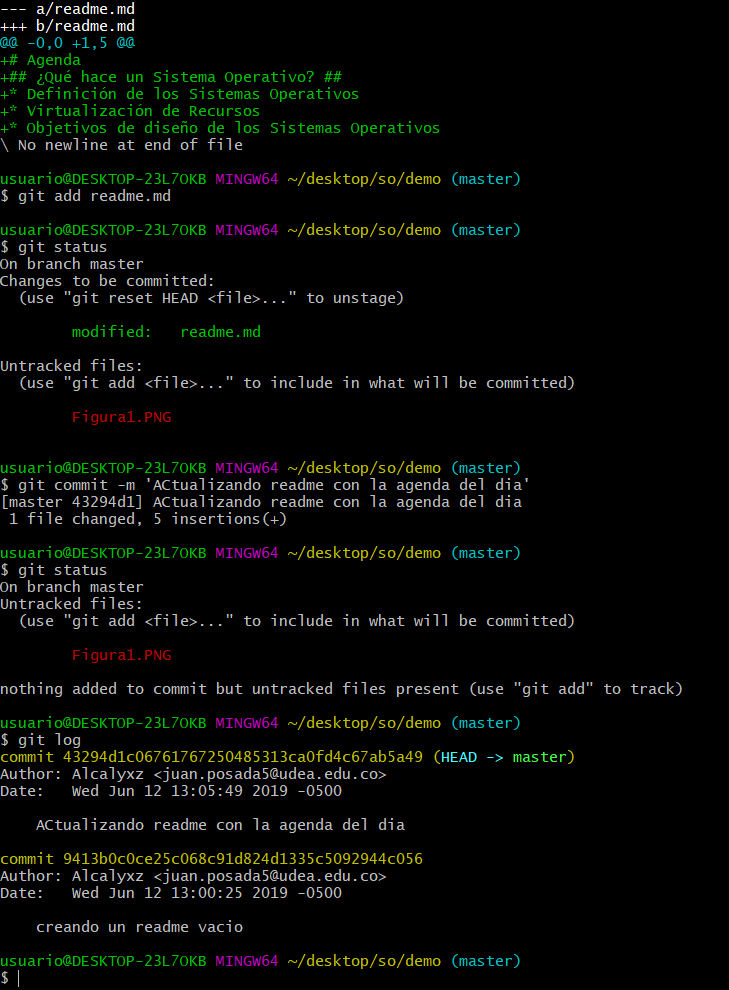 --- a/readme.md
+++ b/readme.md
@@ -0,0 +1,5 @@
+# Agenda
+## ¿Qué hace un Sistema Operativo? ##
+* Definición de los Sistemas Operativos
+* Virtualización de Recursos
+* Objetivos de diseño de los Sistemas Operativos
\ No newline at end of file

usuario@DESKTOP-23L7OKB MINGW64 ~/desktop/so/demo (master)
$ git add readme.md

usuario@DESKTOP-23L7OKB MINGW64 ~/desktop/so/demo (master)
$ git status
On branch master
Changes to be committed:
  (use "git reset HEAD <file>..." to unstage)

        modified:   readme.md

Untracked files:
  (use "git add <file>..." to include in what will be committed)

        Figura1.PNG


usuario@DESKTOP-23L7OKB MINGW64 ~/desktop/so/demo (master)
$ git commit -m 'ACtualizando readme con la agenda del dia'
[master 43294d1] ACtualizando readme con la agenda del dia
 1 file changed, 5 insertions(+)

usuario@DESKTOP-23L7OKB MINGW64 ~/desktop/so/demo (master)
$ git status
On branch master
Untracked files:
  (use "git add <file>..." to include in what will be committed)

        Figura1.PNG

nothing added to commit but untracked files present (use "git add" to track)

usuario@DESKTOP-23L7OKB MINGW64 ~/desktop/so/demo (master)
$ git log
commit 43294d1c06761767250485313ca0fd4c67ab5a49 (HEAD -> master)
Author: Alcalyxz <juan.posada5@udea.edu.co>
Date:   Wed Jun 12 13:05:49 2019 -0500

    ACtualizando readme con la agenda del dia

commit 9413b0c0ce25c068c91d824d1335c5092944c056
Author: Alcalyxz <juan.posada5@udea.edu.co>
Date:   Wed Jun 12 13:00:25 2019 -0500

    creando un readme vacio

usuario@DESKTOP-23L7OKB MINGW64 ~/desktop/so/demo (master)
$